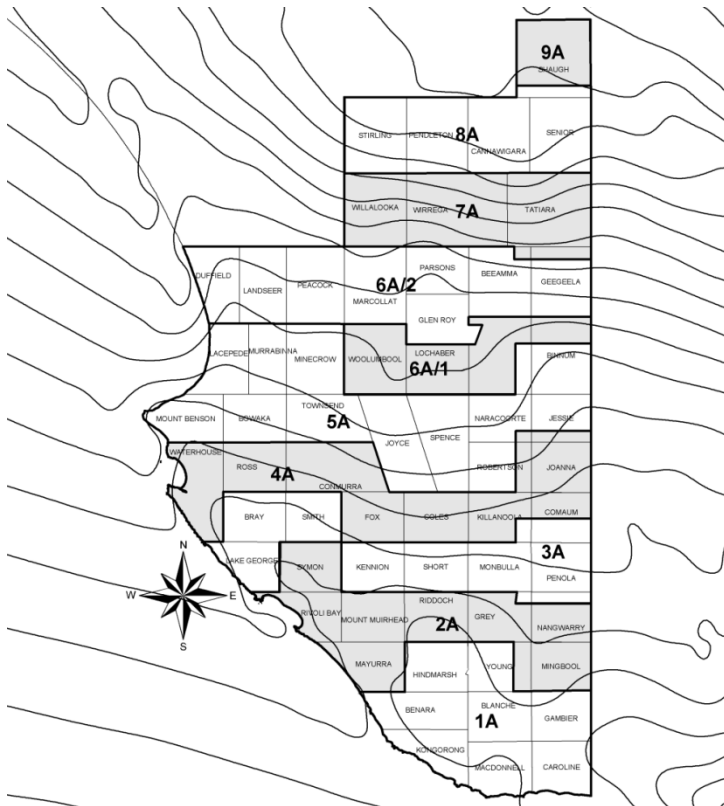 9A
SHAUGH
STIRLING
PENDLETON
8A
CANNAWIGARA
SENIOR
WILLALOOKA
WIRREGA
7A
TATIARA
DUFFIELD
LANDSEER
PEACOCK
6A/2
MARCOLLAT
PARSONS
BEEAMMA
GEEGEELA
GLEN ROY
LACEPEDE
MURRABINNA
MINECROW
WOOLUMBOOL
LOCHABER
6A/1
BINNUM
MOUNT BENSON
BOWAKA
TOWNSEND
5A
JOYCE
SPENCE
NARACOORTE
JESSIE
WATERHOUSE
ROSS
4A
CONMURRA
ROBERTSON
JOANNA
BRAY
SMITH
FOX
COLES
KILLANOOLA
COMAUM
N
W
E
S
LAKE GEORGE
SYMON
KENNION
SHORT
MONBULLA
3A
PENOLA
RIVOLI BAY
MOUNT MUIRHEAD
RIDDOCH
2A
GREY
NANGWARRY
MAYURRA
HINDMARSH
YOUNG
MINGBOOL
BENARA
BLANCHE
1A
GAMBIER
KONGORONG
MACDONNELL
CAROLINE